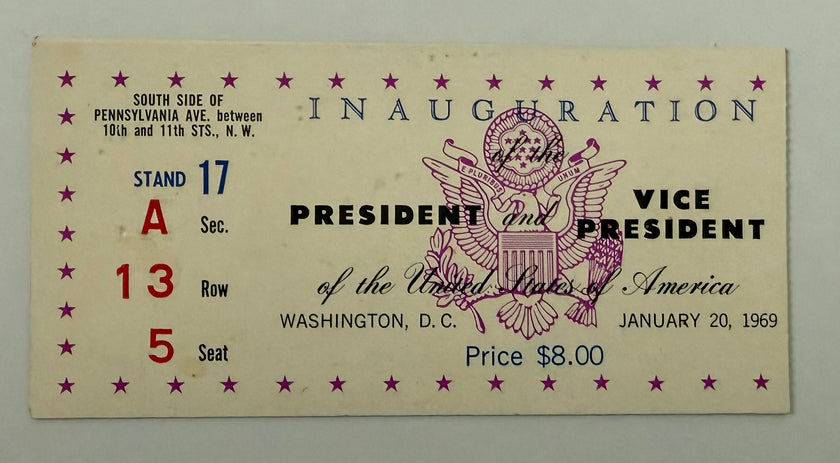 SOUTH SIDE OF
PENNSYLVANIA AVE. between
10th and 11th STS., N. W.
STAND 17
A Sec.
13 Row
5 Seat
INAUGURATION
of the
E PLURIBUS UNUM
PRESIDENT and VICE PRESIDENT
of the United States of America
WASHINGTON, D. C. JANUARY 20, 1969
Price $8.00